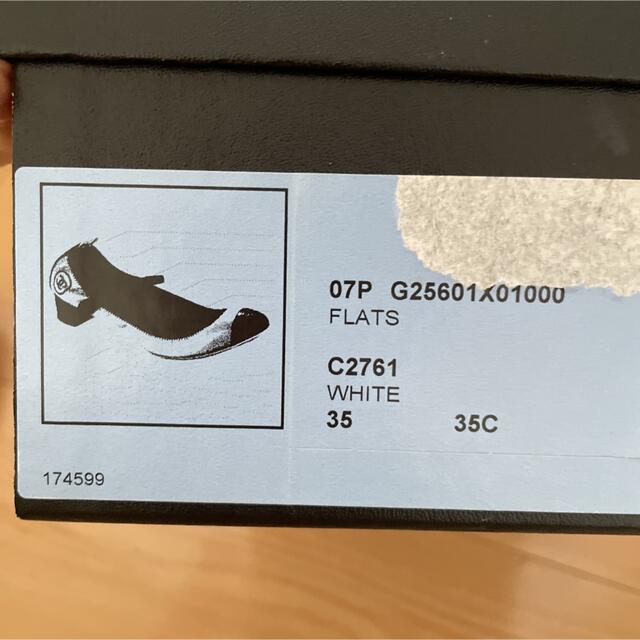 07P G25601X01000
FLATS
C2761
WHITE
35 35C
174599